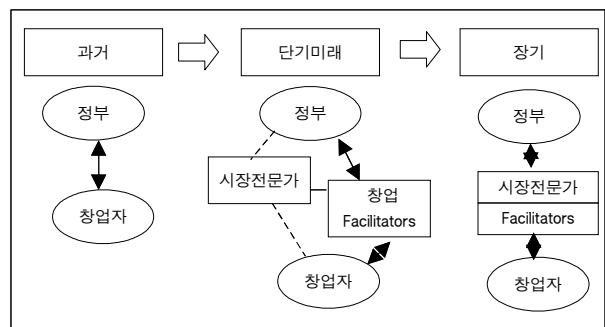 과거
단기미래
장기
정부
창업자
정부
시장전문가
창업
Facilitators
창업자
정부
시장전문가
Facilitators
창업자